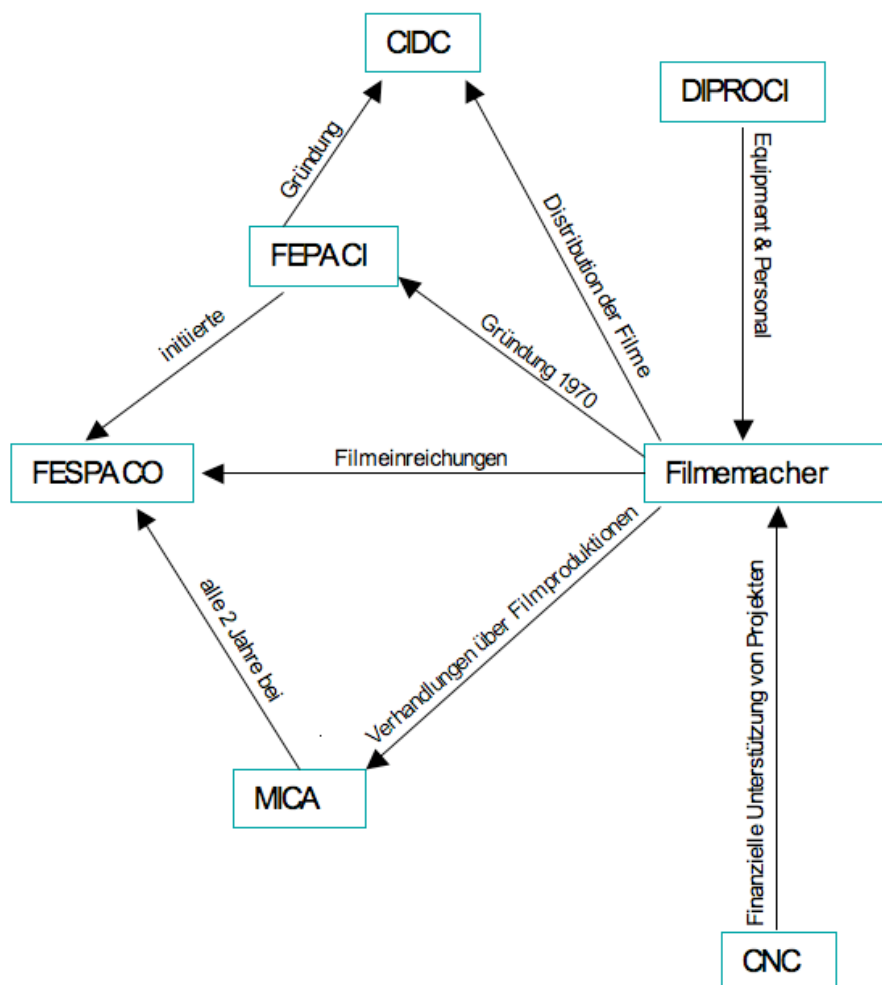 CIDC
DIPROCI
Gründung
Equipment & Personal
Distribution der Filme
FEPACI
initiierte
Gründung 1970
FESPACO
Filmeinreichungen
Filmemacher
alle 2 Jahre bei
Verhandlungen über Filmproduktionen
Finanzielle Unterstützung von Projekten
MICA
CNC